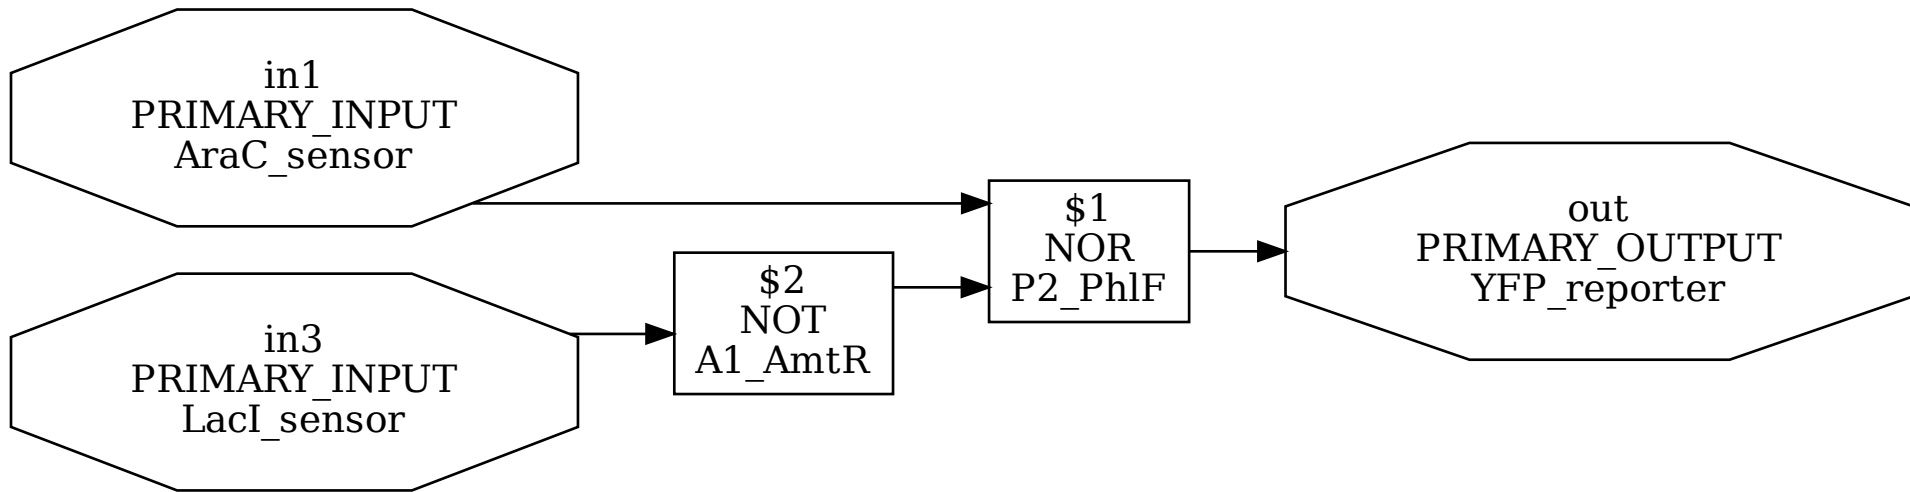 in1
PRIMARY_INPUT
AraC_sensor
in3
PRIMARY_INPUT
LacI_sensor
$2
NOT
A1_AmtR
$1
NOR
P2_PhlF
out
PRIMARY_OUTPUT
YFP_reporter